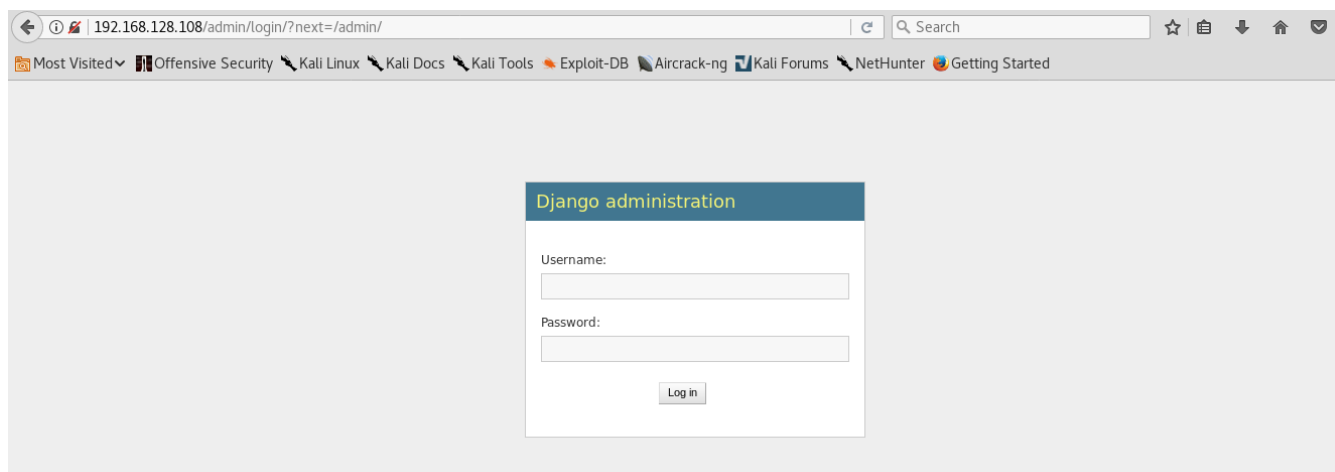 192.168.128.108/admin/login/?next=/admin/ Search
Most Visited Offensive Security Kali Linux Kali Docs Kali Tools Exploit-DB Aircrack-ng Kali Forums NetHunter Getting Started
Django administration
Username:
Password:
Log in